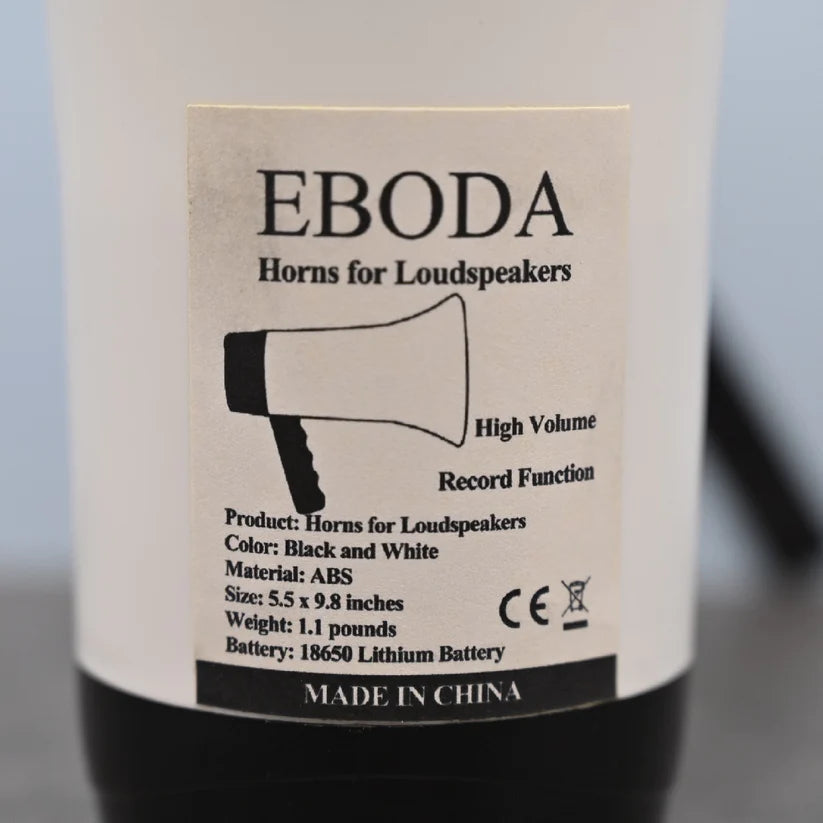 EBODA
Horns for Loudspeakers
High Volume
Record Function
Product: Horns for Loudspeakers
Color: Black and White
Material: ABS
Size: 5.5 x 9.8 inches
Weight: 1.1 pounds
Battery: 18650 Lithium Battery
CE
MADE IN CHINA